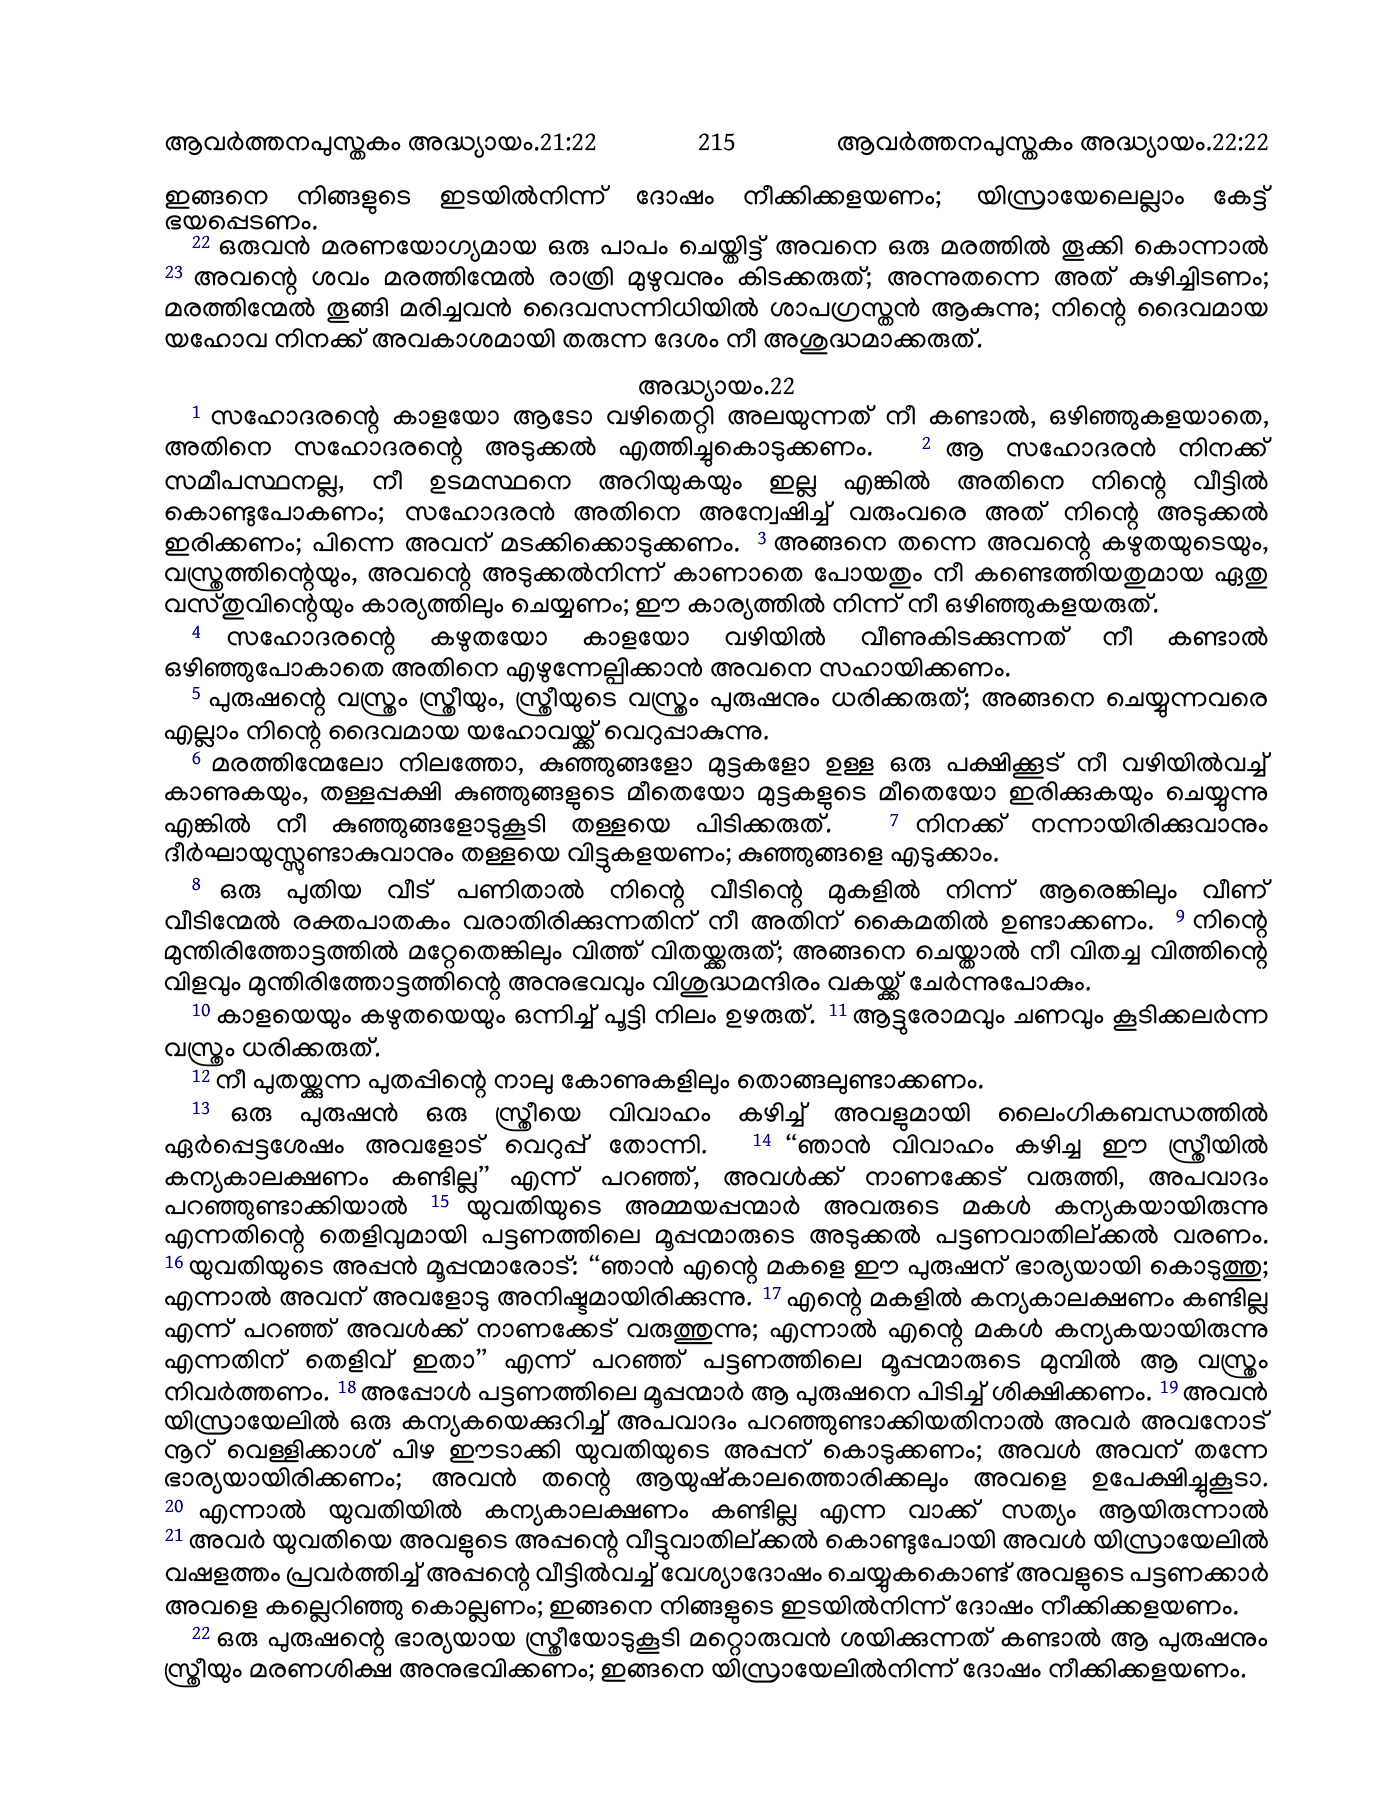 ആവർത്തനപുസ്തകം അദ്ധ്യായം.21:22 215 ആവർത്തനപുസ്തകം അദ്ധ്യായം.22:22
ഇങ്ങനെ നിങ്ങളുടെ ഇടയിൽനിന്ന് ദോഷം നീക്കിക്കളയണം; യിസ്രായേലെല്ലാം കേട്ട്
ഭയപ്പെടണം.
22 ഒരുവൻ മരണയോഗ്യമായ ഒരു പാപം ചെയ്തിട്ട് അവനെ ഒരു മരത്തിൽ തൂക്കി കൊന്നാൽ
23 അവന്റെ ശവം മരത്തിന്മേൽ രാത്രി മുഴുവനും കിടക്കരുത്; അന്നുതന്നെ അത് കുഴിച്ചിടണം;
മരത്തിന്മേൽ തൂങ്ങി മരിച്ചവൻ ദൈവസന്നിധിയിൽ ശാപഗ്രസ്തൻ ആകുന്നു; നിന്റെ ദൈവമായ
യഹോവ നിനക്ക് അവകാശമായി തരുന്ന ദേശം നീ അശുദ്ധമാക്കരുത്.
അദ്ധ്യായം.22
1 സഹോദരന്റെ കാളയോ ആടോ വഴിതെറ്റി അലയുന്നത് നീ കണ്ടാൽ, ഒഴിഞ്ഞുകളയാതെ,
അതിനെ സഹോദരന്റെ അടുക്കൽ എത്തിച്ചുകൊടുക്കണം. 2 ആ സഹോദരൻ നിനക്ക്
സമീപസ്ഥനല്ല, നീ ഉടമസ്ഥനെ അറിയുകയും ഇല്ല എങ്കിൽ അതിനെ നിന്റെ വീട്ടിൽ
കൊണ്ടുപോകണം; സഹോദരൻ അതിനെ അന്വേഷിച്ച് വരുംവരെ അത് നിന്റെ അടുക്കൽ
ഇരിക്കണം; പിന്നെ അവന് മടക്കിക്കൊടുക്കണം. 3 അങ്ങനെ തന്നെ അവന്റെ കഴുതയുടെയും,
വസ്ത്രത്തിന്റെയും, അവന്റെ അടുക്കൽനിന്ന് കാണാതെ പോയതും നീ കണ്ടെത്തിയതുമായ ഏതു
വസ്തുവിന്റെയും കാര്യത്തിലും ചെയ്യണം; ഈ കാര്യത്തിൽ നിന്ന് നീ ഒഴിഞ്ഞുകളയരുത്.
4 സഹോദരന്റെ കഴുതയോ കാളയോ വഴിയിൽ വീണുകിടക്കുന്നത് നീ കണ്ടാൽ
ഒഴിഞ്ഞുപോകാതെ അതിനെ എഴുന്നേല്പിക്കാൻ അവനെ സഹായിക്കണം.
5 പുരുഷന്റെ വസ്ത്രം സ്ത്രീയും, സ്ത്രീയുടെ വസ്ത്രം പുരുഷനും ധരിക്കരുത്; അങ്ങനെ ചെയ്യുന്നവരെ
എല്ലാം നിന്റെ ദൈവമായ യഹോവയ്ക്ക് വെറുപ്പാകുന്നു.
6 മരത്തിന്മേലോ നിലത്തോ, കുഞ്ഞുങ്ങളോ മുട്ടകളോ ഉള്ള ഒരു പക്ഷിക്കൂട് നീ വഴിയിൽവച്ച്
കാണുകയും, തള്ളപ്പക്ഷി കുഞ്ഞുങ്ങളുടെ മീതെയോ മുട്ടകളുടെ മീതെയോ ഇരിക്കുകയും ചെയ്യുന്നു
എങ്കിൽ നീ കുഞ്ഞുങ്ങളോടുകൂടി തള്ളയെ പിടിക്കരുത്. 7 നിനക്ക് നന്നായിരിക്കുവാനും
ദീർഘായുസ്സുണ്ടാകുവാനും തള്ളയെ വിട്ടുകളയണം; കുഞ്ഞുങ്ങളെ എടുക്കാം.
8 ഒരു പുതിയ വീട് പണിതാൽ നിന്റെ വീടിന്റെ മുകളിൽ നിന്ന് ആരെങ്കിലും വീണ്
വീടിന്മേൽ രക്തപാതകം വരാതിരിക്കുന്നതിന് നീ അതിന് കൈമതിൽ ഉണ്ടാക്കണം. 9 നിന്റെ
മുന്തിരിത്തോട്ടത്തിൽ മറ്റേതെങ്കിലും വിത്ത് വിതയ്ക്കരുത്; അങ്ങനെ ചെയ്താൽ നീ വിതച്ച വിത്തിന്റെ
വിളവും മുന്തിരിത്തോട്ടത്തിന്റെ അനുഭവവും വിശുദ്ധമന്ദിരം വകയ്ക്ക് ചേർന്നുപോകും.
10 കാളയെയും കഴുതയെയും ഒന്നിച്ച് പൂട്ടി നിലം ഉഴരുത്. 11 ആട്ടുരോമവും ചണവും കൂടിക്കലർന്ന
വസ്ത്രം ധരിക്കരുത്.
12 നീ പുതയ്ക്കുന്ന പുതപ്പിന്റെ നാലു കോണുകളിലും തൊങ്ങലുണ്ടാക്കണം.
13 ഒരു പുരുഷൻ ഒരു സ്ത്രീയെ വിവാഹം കഴിച്ച് അവളുമായി ലൈംഗികബന്ധത്തിൽ
ഏർപ്പെട്ടശേഷം അവളോട് വെറുപ്പ് തോന്നി. 14 “ഞാൻ വിവാഹം കഴിച്ച ഈ സ്ത്രീയിൽ
കന്യകാലക്ഷണം കണ്ടില്ല” എന്ന് പറഞ്ഞ്, അവൾക്ക് നാണക്കേട് വരുത്തി, അപവാദം
പറഞ്ഞുണ്ടാക്കിയാൽ 15 യുവതിയുടെ അമ്മയപ്പന്മാർ അവരുടെ മകൾ കന്യകയായിരുന്നു
എന്നതിന്റെ തെളിവുമായി പട്ടണത്തിലെ മൂപ്പന്മാരുടെ അടുക്കൽ പട്ടണവാതില്ക്കൽ വരണം.
16 യുവതിയുടെ അപ്പൻ മൂപ്പന്മാരോട്: “ഞാൻ എന്റെ മകളെ ഈ പുരുഷന് ഭാര്യയായി കൊടുത്തു;
എന്നാൽ അവന് അവളോടു അനിഷ്ടമായിരിക്കുന്നു. 17 എന്റെ മകളിൽ കന്യകാലക്ഷണം കണ്ടില്ല
എന്ന് പറഞ്ഞ് അവൾക്ക് നാണക്കേട് വരുത്തുന്നു; എന്നാൽ എന്റെ മകൾ കന്യകയായിരുന്നു
എന്നതിന് തെളിവ് ഇതാ” എന്ന് പറഞ്ഞ് പട്ടണത്തിലെ മൂപ്പന്മാരുടെ മുമ്പിൽ ആ വസ്ത്രം
നിവർത്തണം. 18 അപ്പോൾ പട്ടണത്തിലെ മൂപ്പന്മാർ ആ പുരുഷനെ പിടിച്ച് ശിക്ഷിക്കണം. 19 അവൻ
യിസ്രായേലിൽ ഒരു കന്യകയെക്കുറിച്ച് അപവാദം പറഞ്ഞുണ്ടാക്കിയതിനാൽ അവർ അവനോട്
നൂറ് വെള്ളിക്കാശ് പിഴ ഈടാക്കി യുവതിയുടെ അപ്പന് കൊടുക്കണം; അവൾ അവന് തന്നേ
ഭാര്യയായിരിക്കണം; അവൻ തന്റെ ആയുഷ്കാലത്തൊരിക്കലും അവളെ ഉപേക്ഷിച്ചുകൂടാ.
20 എന്നാൽ യുവതിയിൽ കന്യകാലക്ഷണം കണ്ടില്ല എന്ന വാക്ക് സത്യം ആയിരുന്നാൽ
21 അവർ യുവതിയെ അവളുടെ അപ്പന്റെ വീട്ടുവാതില്ക്കൽ കൊണ്ടുപോയി അവൾ യിസ്രായേലിൽ
വഷളത്തം പ്രവർത്തിച്ച് അപ്പന്റെ വീട്ടിൽവച്ച് വേശ്യാദോഷം ചെയ്യുകകൊണ്ട് അവളുടെ പട്ടണക്കാർ
അവളെ കല്ലെറിഞ്ഞു കൊല്ലണം; ഇങ്ങനെ നിങ്ങളുടെ ഇടയിൽനിന്ന് ദോഷം നീക്കിക്കളയണം.
22 ഒരു പുരുഷന്റെ ഭാര്യയായ സ്ത്രീയോടുകൂടി മറ്റൊരുവൻ ശയിക്കുന്നത് കണ്ടാൽ ആ പുരുഷനും
സ്ത്രീയും മരണശിക്ഷ അനുഭവിക്കണം; ഇങ്ങനെ യിസ്രായേലിൽനിന്ന് ദോഷം നീക്കിക്കളയണം.